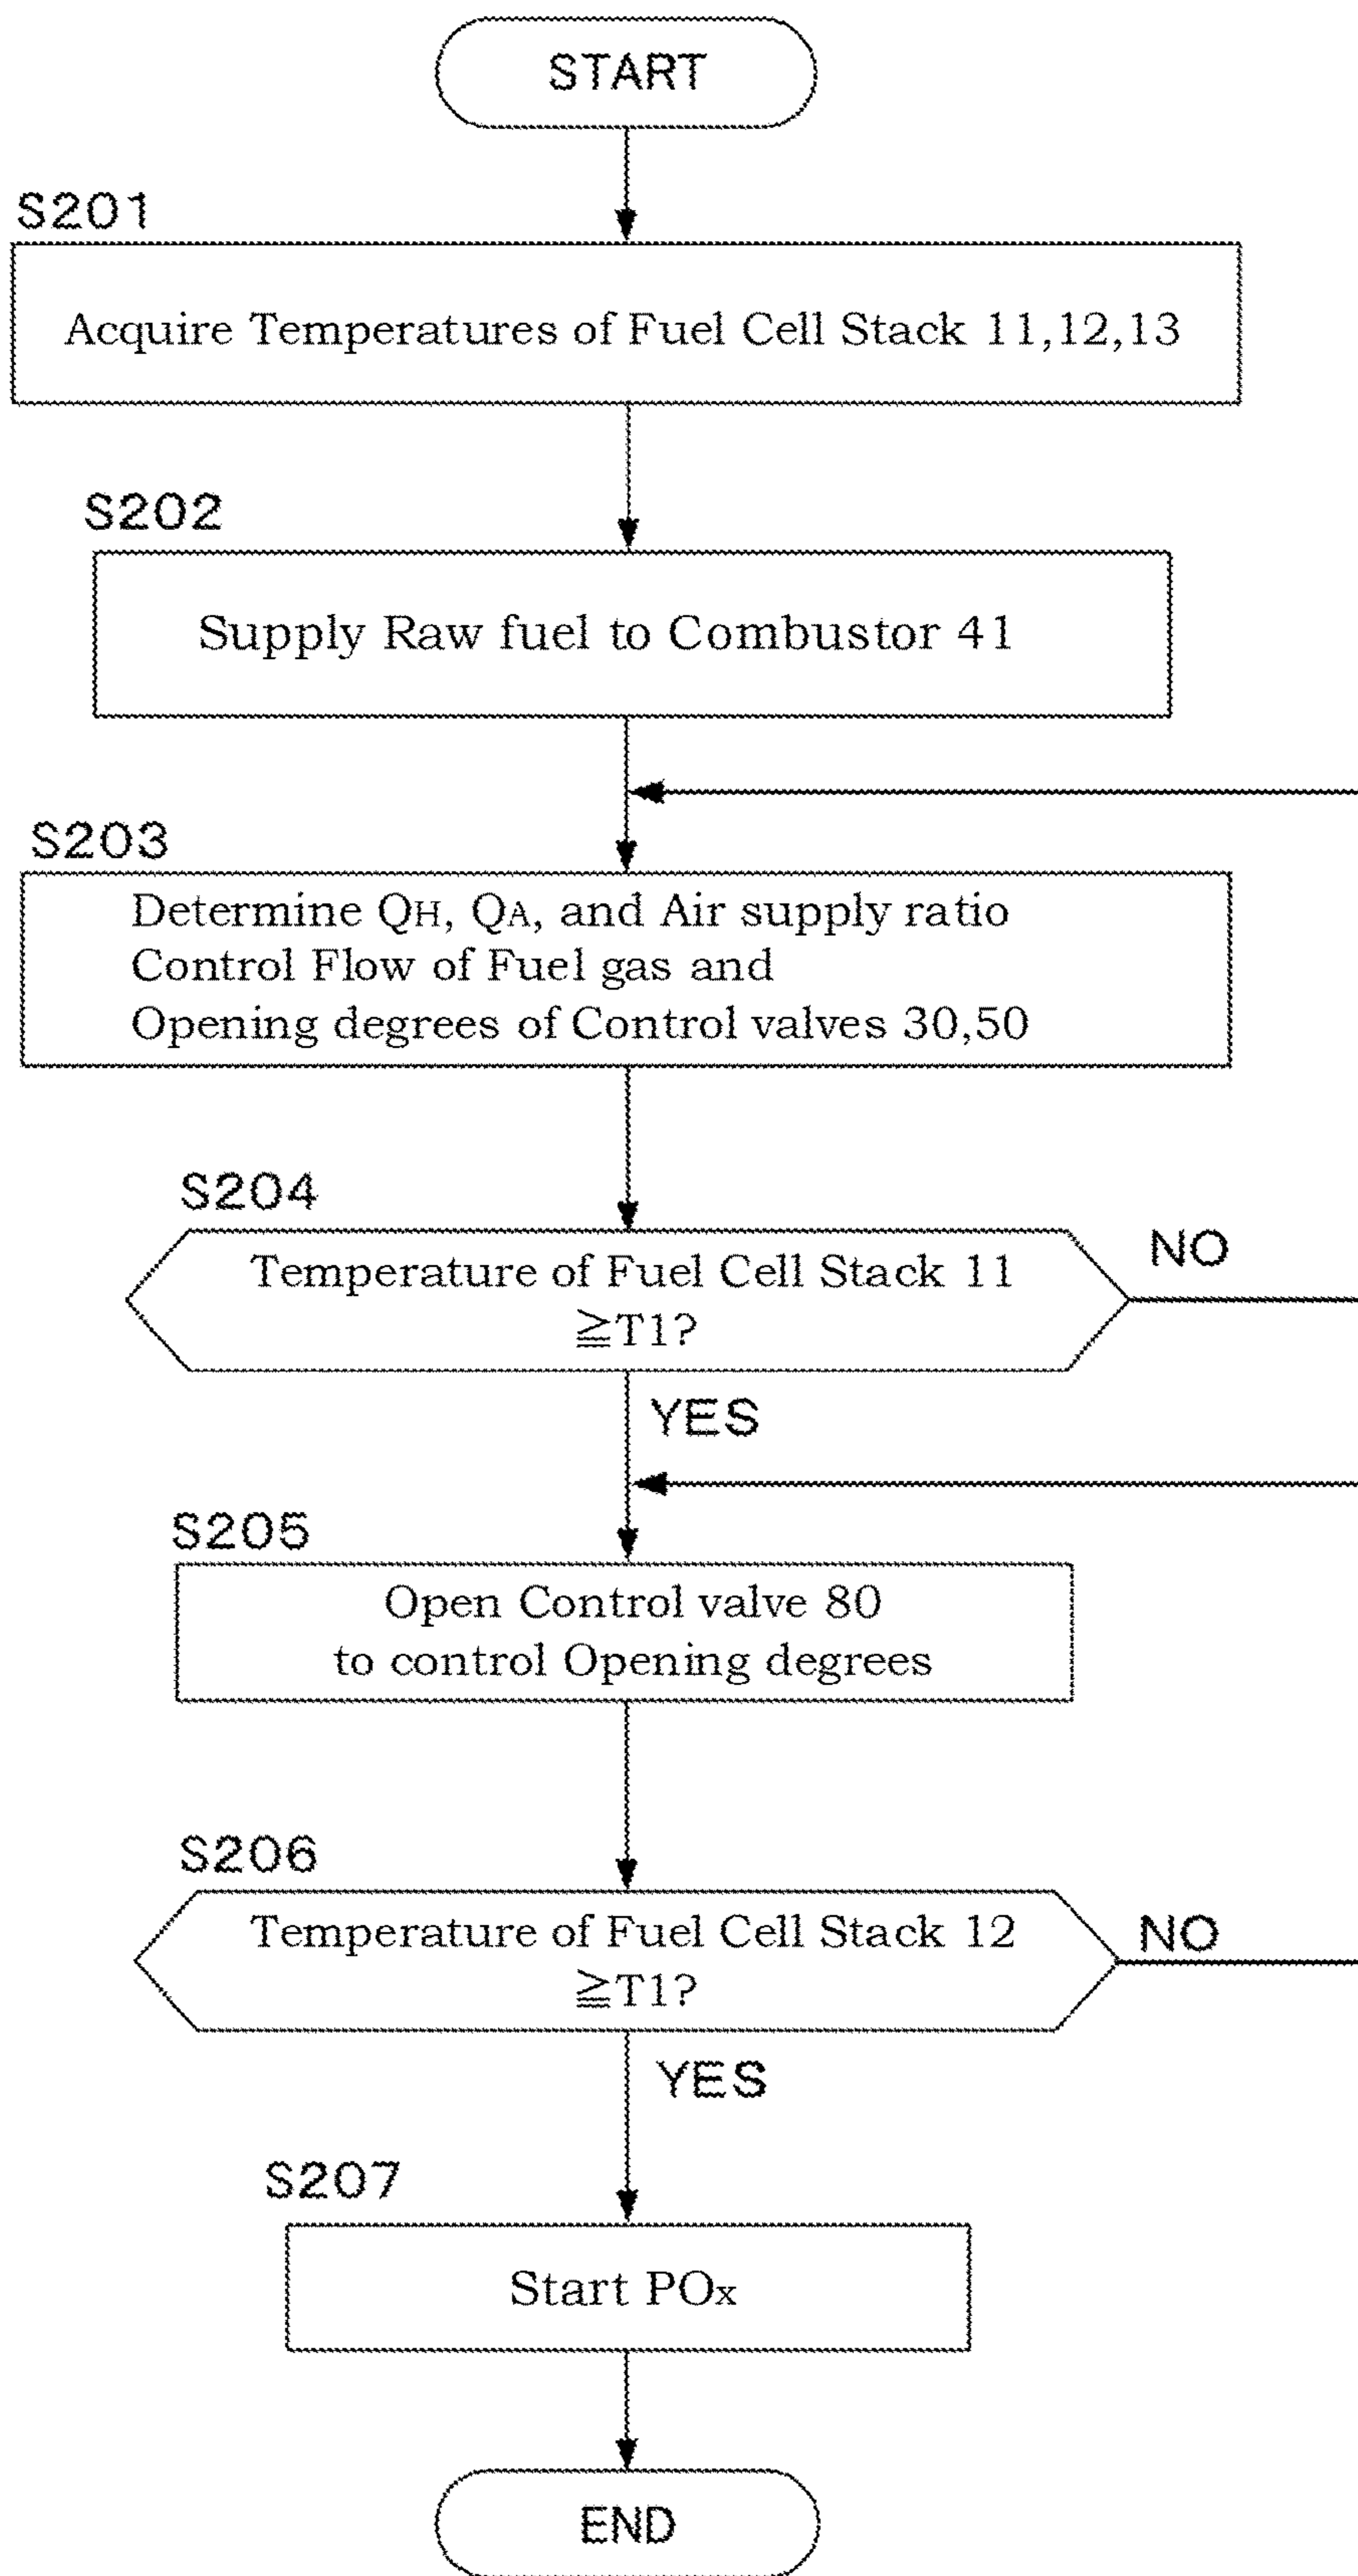 START
S201
Acquire Temperatures of Fuel Cell Stack 11,12,13
S202
Supply Raw fuel to Combustor 41
S203
Determine QH, QA, and Air supply ratio
Control Flow of Fuel gas and
Opening degrees of Control valves 30,50
S204
Temperature of Fuel Cell Stack 11
≧T1?
NO
YES
S205
Open Control valve 80
to control Opening degrees
S206
Temperature of Fuel Cell Stack 12
≧T1?
NO
YES
S207
Start POx
END